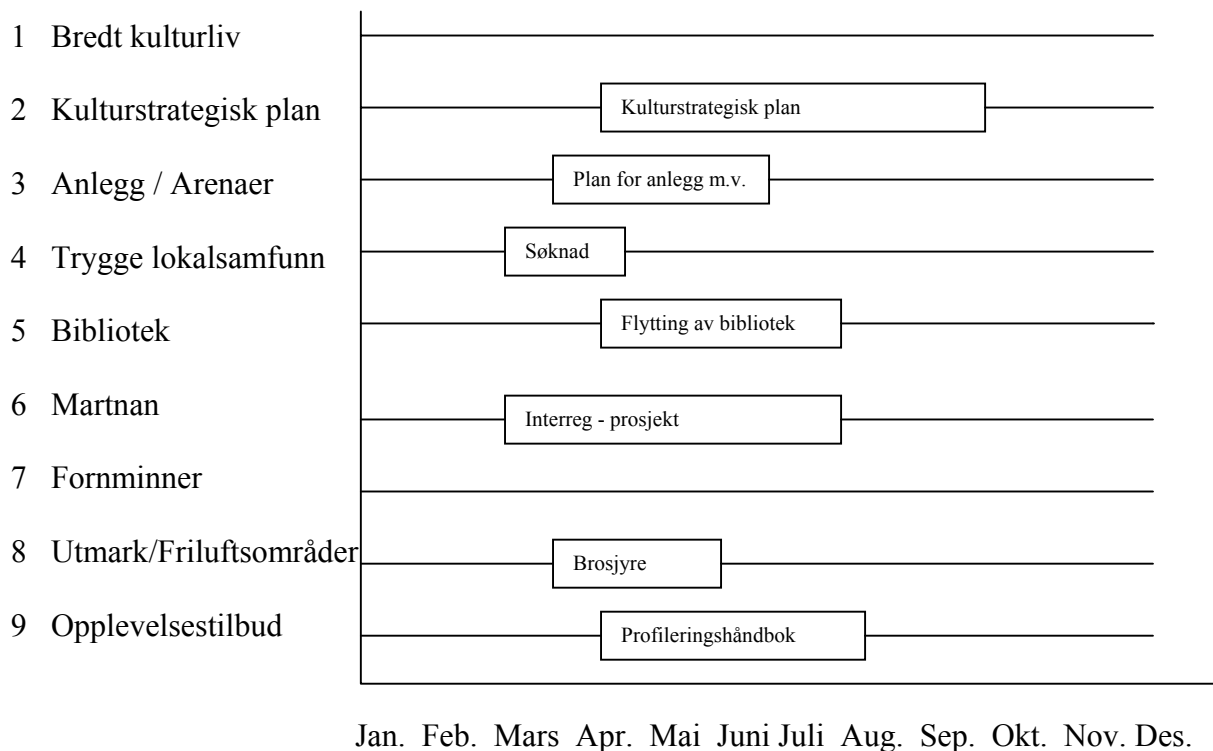 1 Bredt kulturliv
2 Kulturstrategisk plan
Kulturstrategisk plan
3 Anlegg / Arenaer
Plan for anlegg m.v.
4 Trygge lokalsamfunn
Søknad
5 Bibliotek
Flytting av bibliotek
6 Martnan
Interreg - prosjekt
7 Fornminner
8 Utmark/Friluftsområder
Brosjyre
9 Opplevelsestilbud
Profileringshåndbok
Jan. Feb. Mars Apr. Mai Juni Juli Aug. Sep. Okt. Nov. Des.